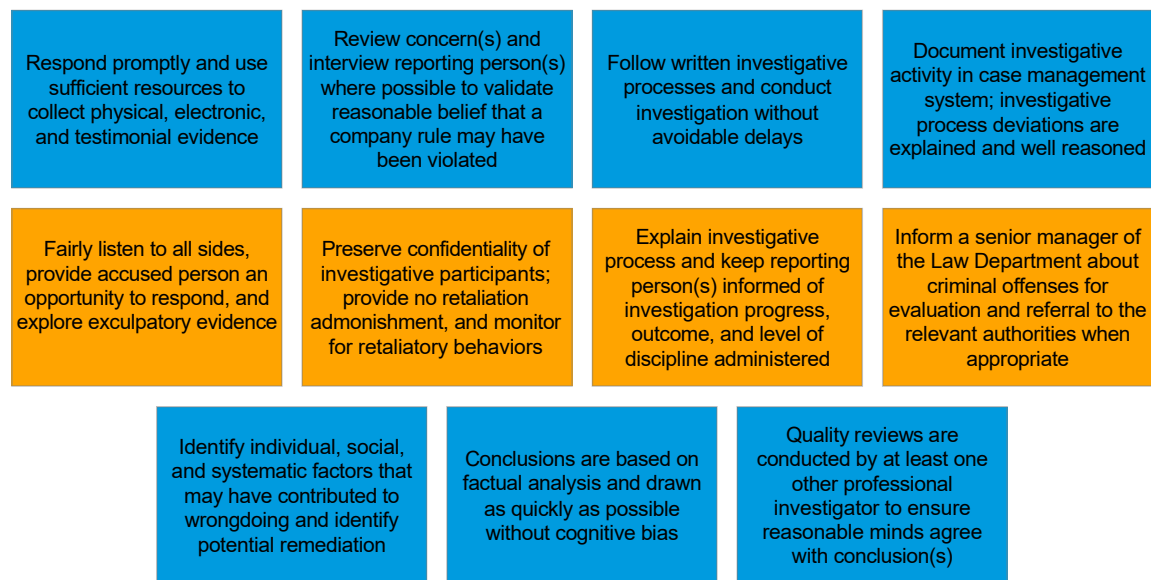 Respond promptly and use
sufficient resources to
collect physical, electronic,
and testimonial evidence
Review concern(s) and
interview reporting person(s)
where possible to validate
reasonable belief that a
company rule may have
been violated
Follow written investigative
processes and conduct
investigation without
avoidable delays
Document investigative
activity in case management
system; investigative
process deviations are
explained and well reasoned
Fairly listen to all sides,
provide accused person an
opportunity to respond, and
explore exculpatory evidence
Preserve confidentiality of
investigative participants;
provide no retaliation
admonishment, and monitor
for retaliatory behaviors
Explain investigative
process and keep reporting
person(s) informed of
investigation progress,
outcome, and level of
discipline administered
Inform a senior manager of
the Law Department about
criminal offenses for
evaluation and referral to the
relevant authorities when
appropriate
Identify individual, social,
and systematic factors that
may have contributed to
wrongdoing and identify
potential remediation
Conclusions are based on
factual analysis and drawn
as quickly as possible
without cognitive bias
Quality reviews are
conducted by at least one
other professional
investigator to ensure
reasonable minds agree
with conclusion(s)